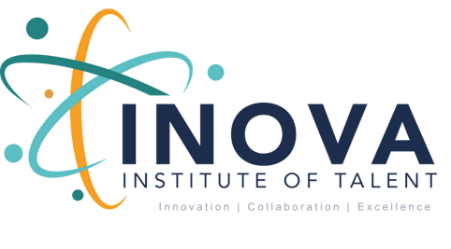 INOVA
INSTITUTE OF TALENT
Innovation | Collaboration | Excellence